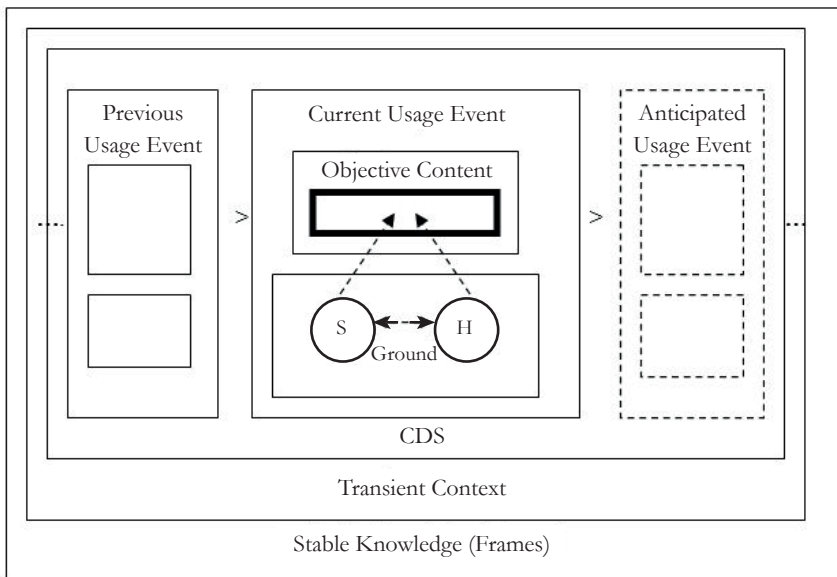 Previous
Usage Event
Current Usage Event
Anticipated
Usage Event
Objective Content
>
>
S
H
Ground
CDS
Transient Context
Stable Knowledge (Frames)